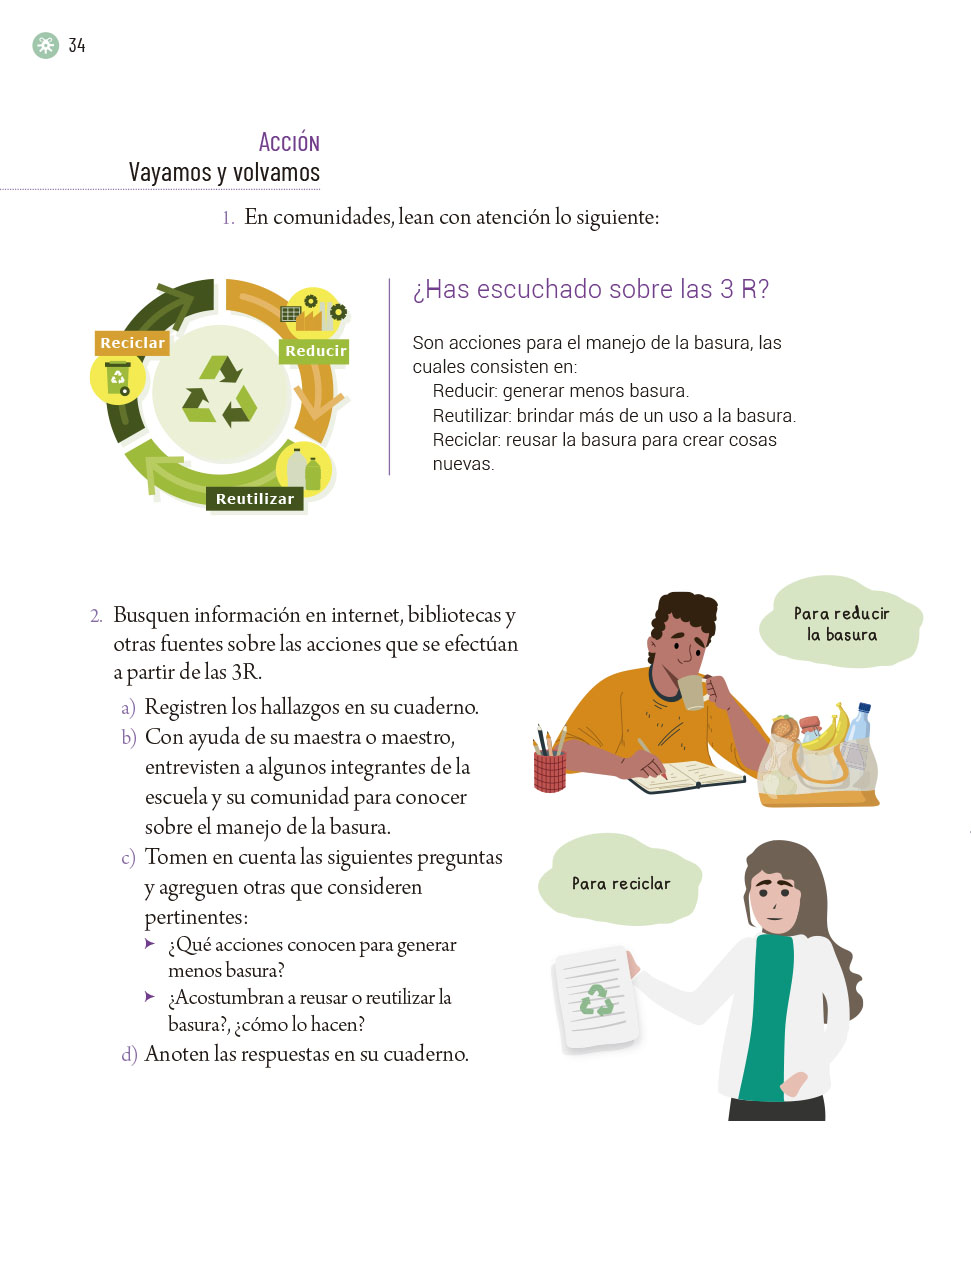 34
Acción
Vayamos y volvamos
1. En comunidades, lean con atención lo siguiente:
Reciclar
Reducir
Reutilizar
¿Has escuchado sobre las 3 R?
Son acciones para el manejo de la basura, las
cuales consisten en:
Reducir: generar menos basura.
Reutilizar: brindar más de un uso a la basura.
Reciclar: reusar la basura para crear cosas
nuevas.
2. Busquen información en internet, bibliotecas y
otras fuentes sobre las acciones que se efectúan
a partir de las 3R.
a) Registren los hallazgos en su cuaderno.
b) Con ayuda de su maestra o maestro,
entrevisten a algunos integrantes de la
escuela y su comunidad para conocer
sobre el manejo de la basura.
c) Tomen en cuenta las siguientes preguntas
y agreguen otras que consideren
pertinentes:
➤ ¿Qué acciones conocen para generar
menos basura?
➤ ¿Acostumbran a reusar o reutilizar la
basura?, ¿cómo lo hacen?
d) Anoten las respuestas en su cuaderno.
Para reducir
la basura
Para reciclar